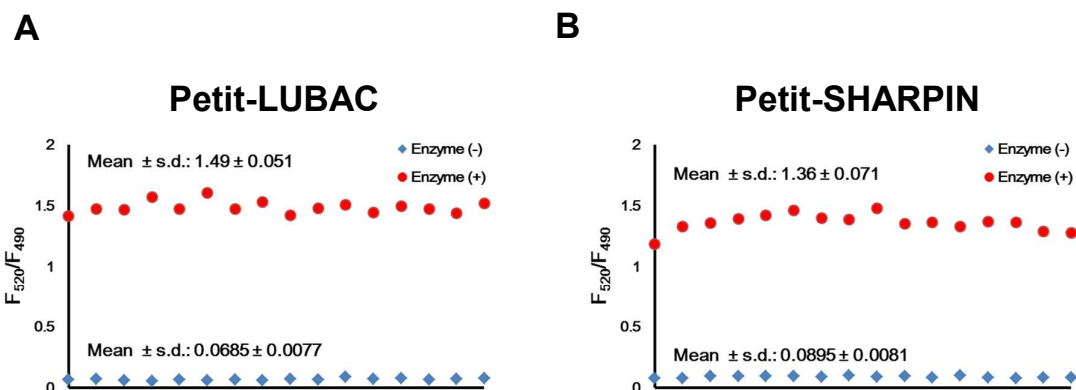 A
Petit-LUBAC
2
Mean ± s.d.: 1.49 ± 0.051
Enzyme (-)
Enzyme (+)
1.5
1
0.5
0
F520/F490
Mean ± s.d.: 0.0685 ± 0.0077
B
Petit-SHARPIN
2
Mean ± s.d.: 1.36 ± 0.071
Enzyme (-)
Enzyme (+)
1.5
1
0.5
0
F520/F490
Mean ± s.d.: 0.0895 ± 0.0081